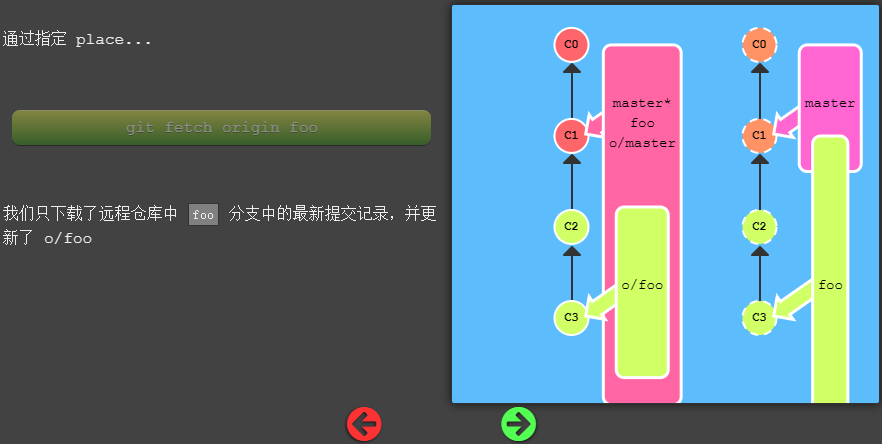 通过指定 place...
git fetch origin foo
我们只下载了远程仓库中 foo 分支中的最新提交记录，并更
新了 o/foo
C0
C1
C2
C3
master*
foo
o/master
o/foo
C0
C1
C2
C3
master
foo